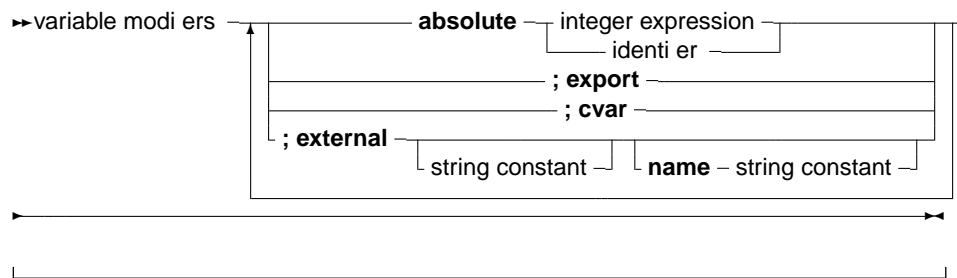 variable modi ers absolute integer expression
identi er
; export
; cvar
; external
string constant name string constant